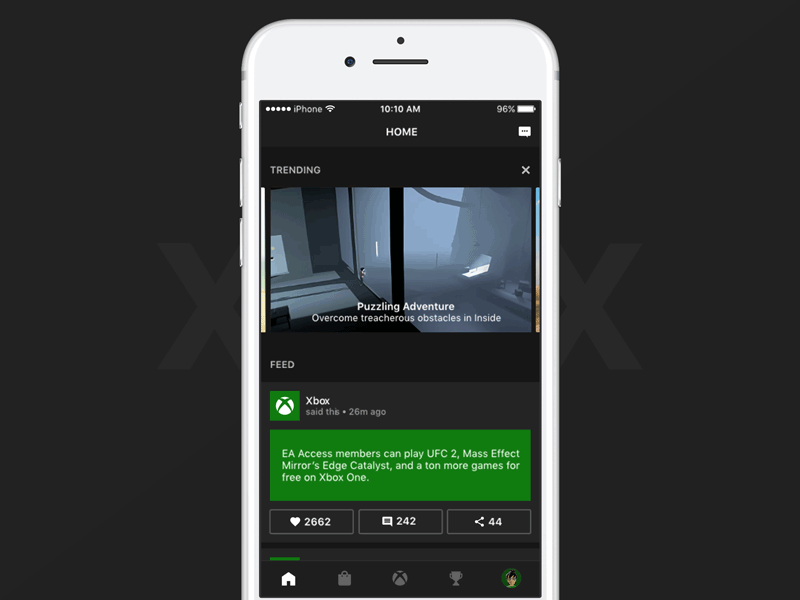 iPhone
10:10 AM
96%
HOME
TRENDING
Puzzling Adventure
Overcome treacherous obstacles in Inside
FEED
Xbox
said this • 26m ago
EA Access members can play UFC 2, Mass Effect
Mirror's Edge Catalyst, and a ton more games for
free on Xbox One.
2662
242
44